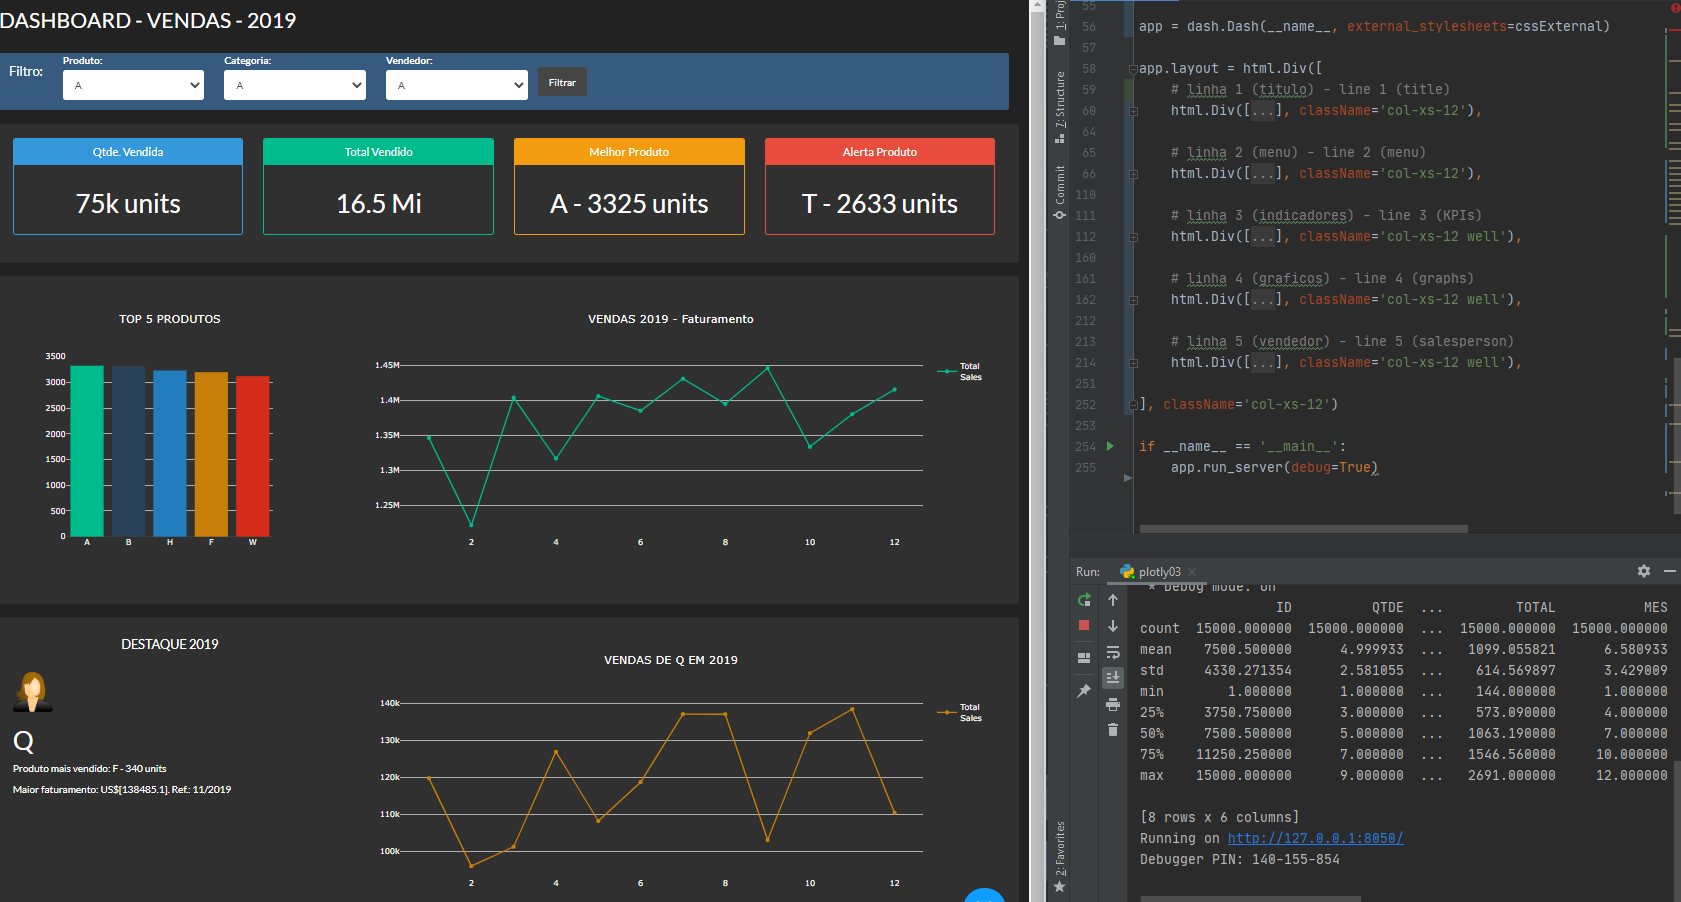 DASHBOARD - VENDAS - 2019
Filtro:
Produto:
A
Categoria:
A
Vendedor:
A
Filtrar
Qtde. Vendida
75k units
Total Vendido
16.5 Mi
Melhor Produto
A - 3325 units
Alerta Produto
T - 2633 units
TOP 5 PRODUTOS
3500
3000
2500
2000
1500
1000
500
0
A B H F W
VENDAS 2019 - Faturamento
1.45M
1.4M
1.35M
1.3M
1.25M
2 4 6 8 10 12
Total
Sales
DESTAQUE 2019
Q
Produto mais vendido: F - 340 units
Maior faturamento: US$[138485.1]. Ref.: 11/2019
VENDAS DE Q EM 2019
140k
130k
120k
110k
100k
2 4 6 8 10 12
Total
Sales
1: Proj
7: Structure
Commit
2: Favorites
55
56 app = dash.Dash(__name__, external_stylesheets=cssExternal)
57
58 app.layout = html.Div([
59 # linha 1 (titulo) - line 1 (title)
60 html.Div([...], className='col-xs-12'),
64
65 # linha 2 (menu) - line 2 (menu)
66 html.Div([...], className='col-xs-12'),
110
111 # linha 3 (indicadores) - line 3 (KPIs)
112 html.Div([...], className='col-xs-12 well'),
160
161 # linha 4 (graficos) - line 4 (graphs)
162 html.Div([...], className='col-xs-12 well'),
212
213 # linha 5 (vendedor) - line 5 (salesperson)
214 html.Div([...], className='col-xs-12 well'),
251
252 ], className='col-xs-12')
253
254 if __name__ == '__main__':
255 app.run_server(debug=True)
Run: plotly03
* Debug mode: on
ID QTDE ... TOTAL MES
count 15000.000000 15000.000000 ... 15000.000000 15000.000000
mean 7500.500000 4.999933 ... 1099.055821 6.580933
std 4330.271354 2.581055 ... 614.569897 3.429009
min 1.000000 1.000000 ... 144.000000 1.000000
25% 3750.750000 3.000000 ... 573.090000 4.000000
50% 7500.500000 5.000000 ... 1063.190000 7.000000
75% 11250.250000 7.000000 ... 1546.560000 10.000000
max 15000.000000 9.000000 ... 2691.000000 12.000000
[8 rows x 6 columns]
Running on http://127.0.0.1:8050/
Debugger PIN: 140-155-854